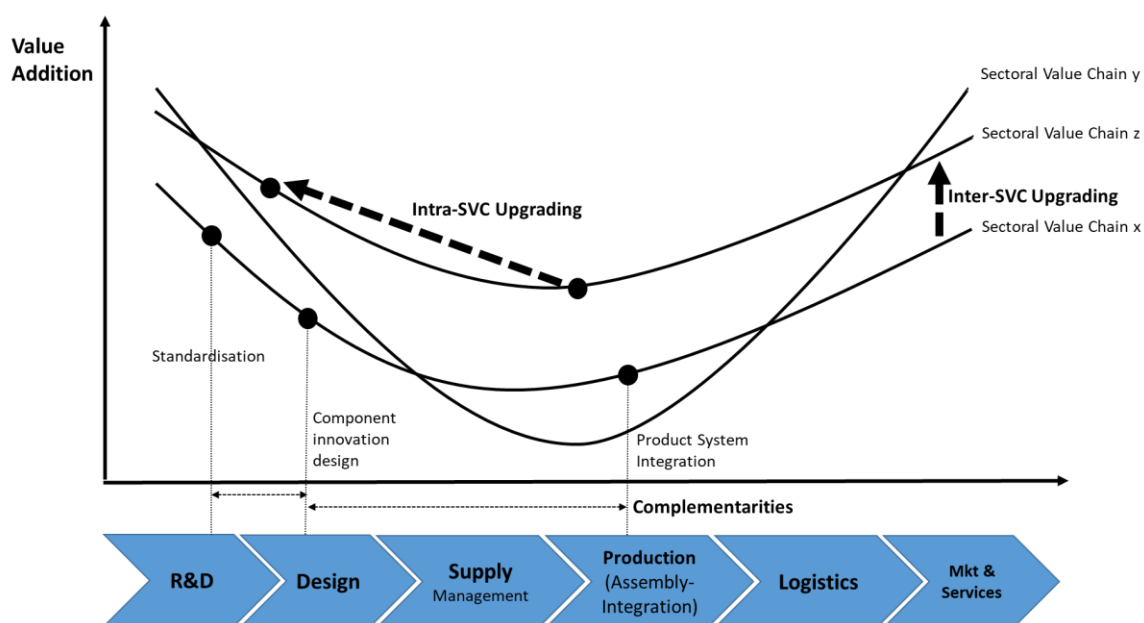 Value
Addition
Sectoral Value Chain y
Sectoral Value Chain z
Intra-SVC Upgrading
Inter-SVC Upgrading
Sectoral Value Chain x
Standardisation
Component
innovation
design
Product System
Integration
Complementarities
R&D
Design
Supply
Management
Production
(Assembly-
Integration)
Logistics
Mkt &
Services